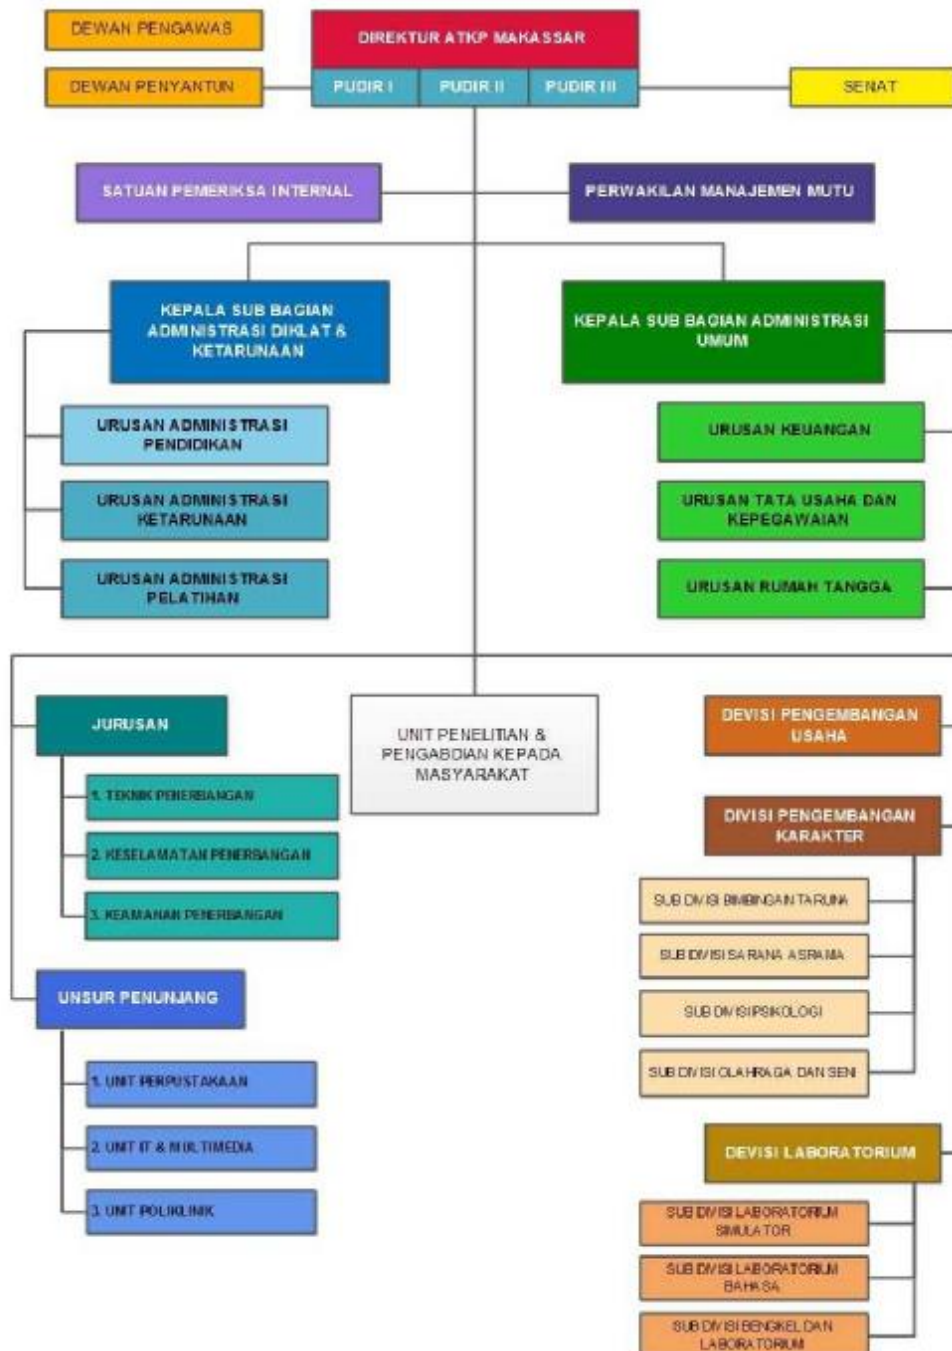 DEWAN PENGAWAS
DIREKTUR ATKP MAKASSAR
DEWAN PENYANTUN
PUDIR I
PUDIR II
PUDIR III
SENAT
SATUAN PEMERIKSA INTERNAL
PERWAKILAN MANAJEMEN MUTU
KEPALA SUB BAGIAN
ADMINISTRASI DIKLAT &
KETARUNAAN
KEPALA SUB BAGIAN ADMINISTRASI
UMUM
URUSAN ADMINISTRASI
PENDIDIKAN
URUSAN ADMINISTRASI
KETARUNAAN
URUSAN ADMINISTRASI
PELATIHAN
URUSAN KEUANGAN
URUSAN TATA USAHA DAN
KEPEGAWAIAN
URUSAN RUMAH TANGGA
JURUSAN
1. TEKNIK PENERBANGAN
2. KESELAMATAN PENERBANGAN
3. KEAMANAN PENERBANGAN
UNSUR PENUNJANG
1. UNIT PERPUSTAKAAN
2. UNIT IT & MULTIMEDIA
3. UNIT POLIKLINIK
UNIT PENELITIAN &
PENGABDIAN KEPADA
MASYARAKAT
DEVISI PENGEMBANGAN
USAHA
DIVISI PENGEMBANGAN
KARAKTER
SUB DIVISI BIMBINGAN TARUNA
SUB DIVISI SARANA ASRAMA
SUB DIVISI PSIKOLOGI
SUB DIVISI OLAHRAGA DAN SENI
DEVISI LABORATORIUM
SUB DIVISI LABORATORIUM
SIMULATOR
SUB DIVISI LABORATORIUM
BAHASA
SUB DIVISI BENGKEL DAN
LABORATORIUM